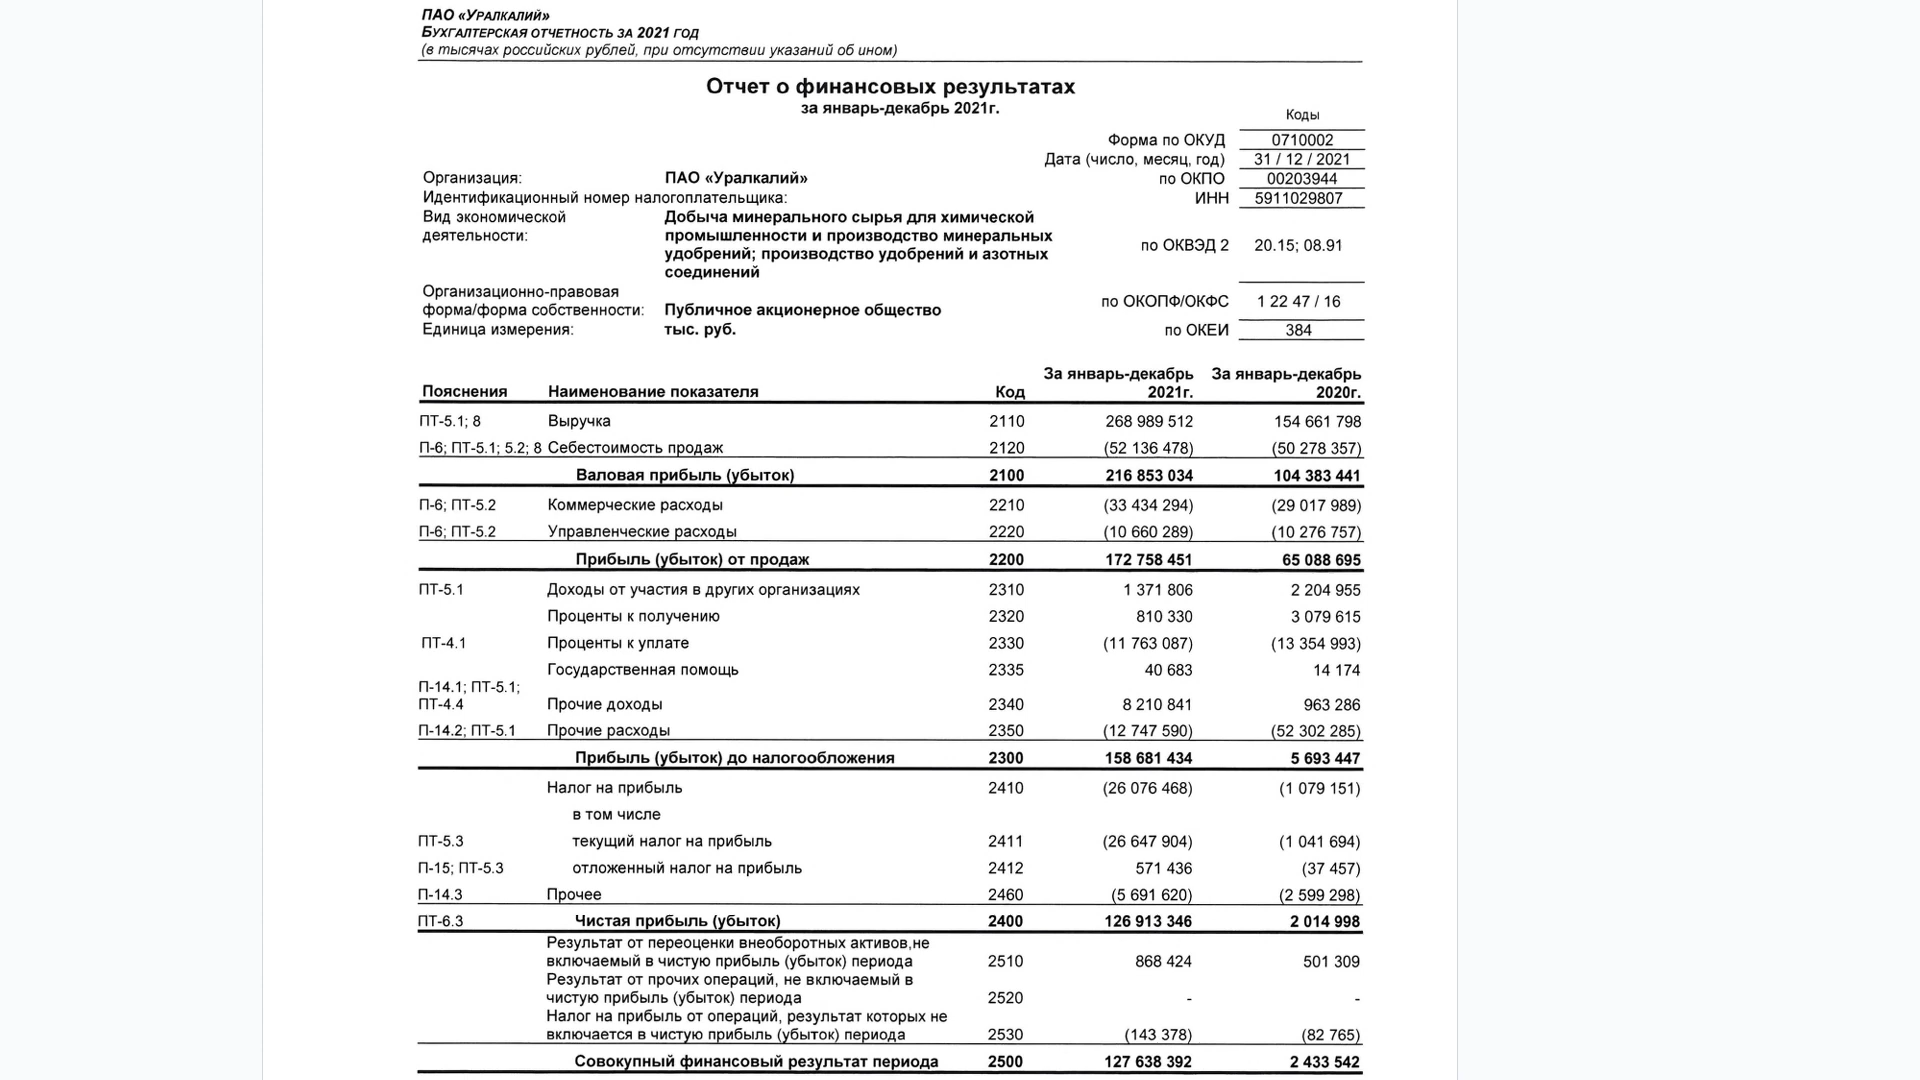 ПАО «УРАЛКАЛИЙ»
БУХГАЛТЕРСКАЯ ОТЧЕТНОСТЬ ЗА 2021 ГОД
(в тысячах российских рублей, при отсутствии указаний об ином)
Отчет о финансовых результатах
за январь-декабрь 2021г.
Коды
Форма по ОКУД 0710002
Дата (число, месяц, год) 31 / 12 / 2021
Организация: ПАО «Уралкалий» по ОКПО 00203944
Идентификационный номер налогоплательщика: ИНН 5911029807
Вид экономической деятельности: Добыча минерального сырья для химической
промышленности и производство минеральных
удобрений; производство удобрений и азотных
соединений
по ОКВЭД 2 20.15; 08.91
Организационно-правовая
форма/форма собственности: Публичное акционерное общество по ОКОПФ/ОКФС 1 22 47 / 16
Единица измерения: тыс. руб. по ОКЕИ 384
Пояснения Наименование показателя Код За январь-декабрь 2021г. За январь-декабрь 2020г.
ПТ-5.1; 8 Выручка 2110 268 989 512 154 661 798
П-6; ПТ-5.1; 5.2; 8 Себестоимость продаж 2120 (52 136 478) (50 278 357)
Валовая прибыль (убыток) 2100 216 853 034 104 383 441
П-6; ПТ-5.2 Коммерческие расходы 2210 (33 434 294) (29 017 989)
П-6; ПТ-5.2 Управленческие расходы 2220 (10 660 289) (10 276 757)
Прибыль (убыток) от продаж 2200 172 758 451 65 088 695
ПТ-5.1 Доходы от участия в других организациях 2310 1 371 806 2 204 955
Проценты к получению 2320 810 330 3 079 615
ПТ-4.1 Проценты к уплате 2330 (11 763 087) (13 354 993)
Государственная помощь 2335 40 683 14 174
П-14.1; ПТ-5.1;
ПТ-4.4 Прочие доходы 2340 8 210 841 963 286
П-14.2; ПТ-5.1 Прочие расходы 2350 (12 747 590) (52 302 285)
Прибыль (убыток) до налогообложения 2300 158 681 434 5 693 447
Налог на прибыль 2410 (26 076 468) (1 079 151)
в том числе
ПТ-5.3 текущий налог на прибыль 2411 (26 647 904) (1 041 694)
П-15; ПТ-5.3 отложенный налог на прибыль 2412 571 436 (37 457)
П-14.3 Прочее 2460 (5 691 620) (2 599 298)
ПТ-6.3 Чистая прибыль (убыток) 2400 126 913 346 2 014 998
Результат от переоценки внеоборотных активов,не
включаемый в чистую прибыль (убыток) периода 2510 868 424 501 309
Результат от прочих операций, не включаемый в
чистую прибыль (убыток) периода 2520 - -
Налог на прибыль от операций, результат которых не
включается в чистую прибыль (убыток) периода 2530 (143 378) (82 765)
Совокупный финансовый результат периода 2500 127 638 392 2 433 542